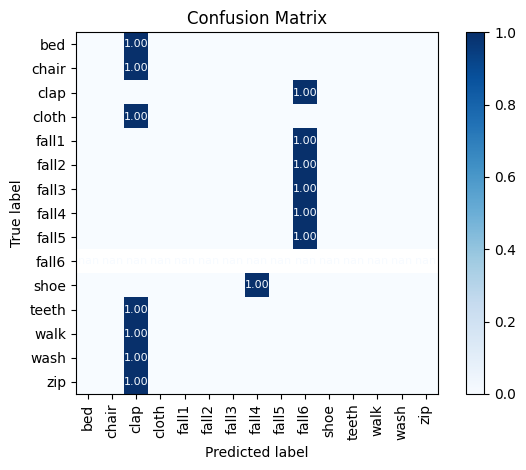 Confusion Matrix
True label
bed 1.00
chair 1.00
clap 1.00
cloth 1.00
fall1 1.00
fall2 1.00
fall3 1.00
fall4 1.00
fall5 1.00
fall6
shoe 1.00
teeth 1.00
walk 1.00
wash 1.00
zip 1.00
bed chair clap cloth fall1 fall2 fall3 fall4 fall5 fall6 shoe teeth walk wash zip
Predicted label
1.0
0.8
0.6
0.4
0.2
0.0